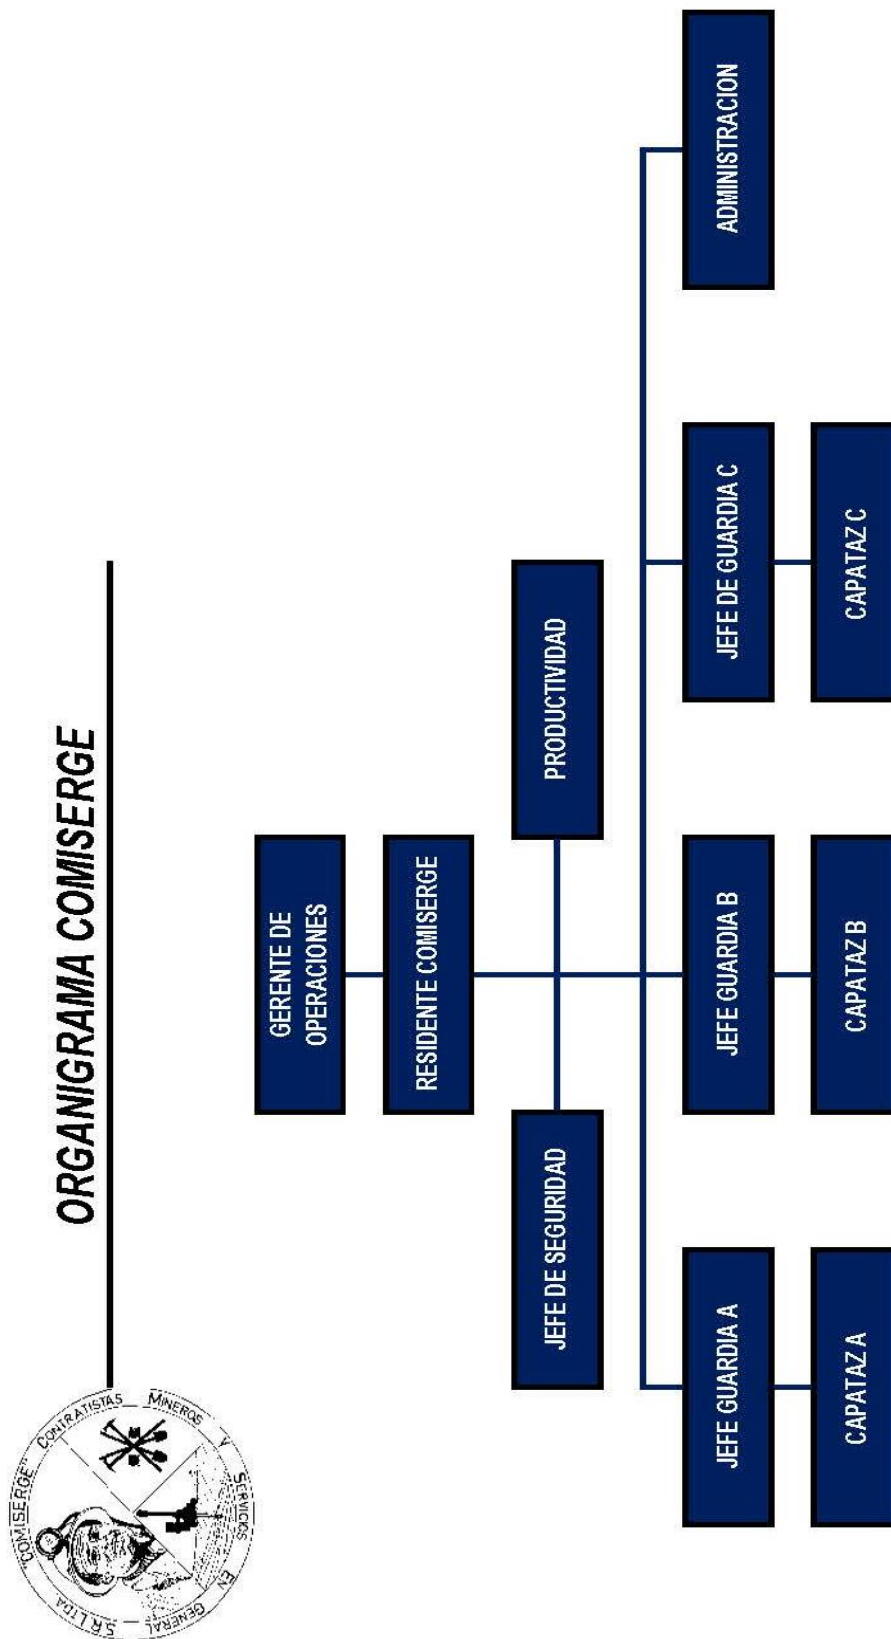 "COMISERGE" CONTRATISTAS MINEROS Y SERVICIOS EN GENERAL S.R.LTDA.
ORGANIGRAMA COMISERGE
GERENTE DE
OPERACIONES
RESIDENTE COMISERGE
JEFE DE SEGURIDAD
PRODUCTIVIDAD
JEFE GUARDIA A
JEFE GUARDIA B
JEFE DE GUARDIA C
ADMINISTRACION
CAPATAZ A
CAPATAZ B
CAPATAZ C